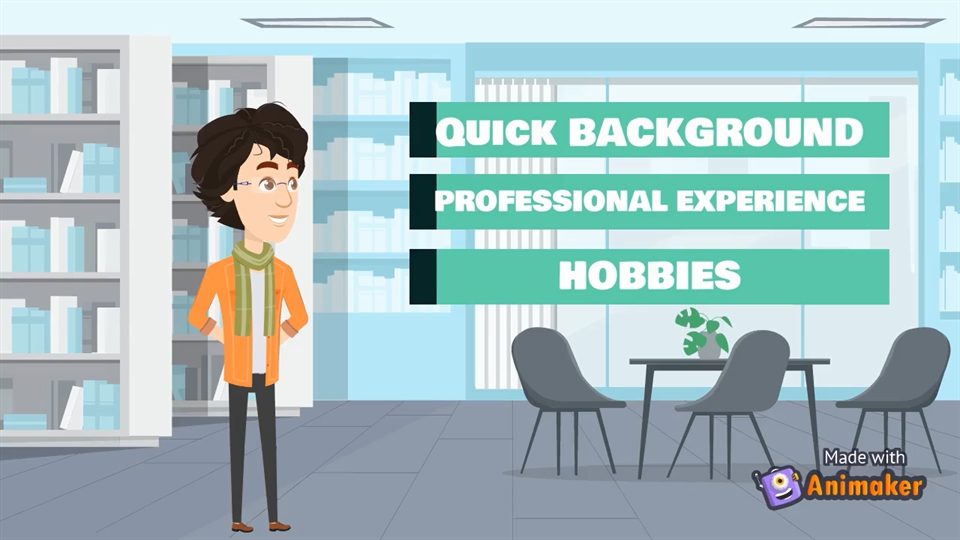 Quick BACKGROUND
PROFESSIONAL EXPERIENCE
HOBBIES
Made with
Animaker